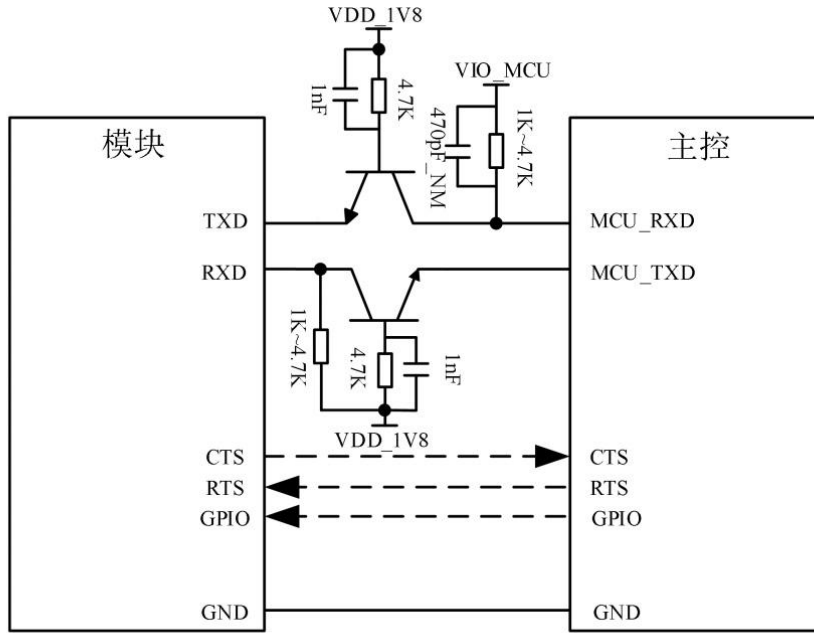 VDD_1V8
1nF
4.7K
VIO_MCU
470pF_NM
1K~4.7K
模块
主控
TXD
MCU_RXD
RXD
MCU_TXD
1K~4.7K
4.7K
1nF
VDD_1V8
CTS
CTS
RTS
RTS
GPIO
GPIO
GND
GND